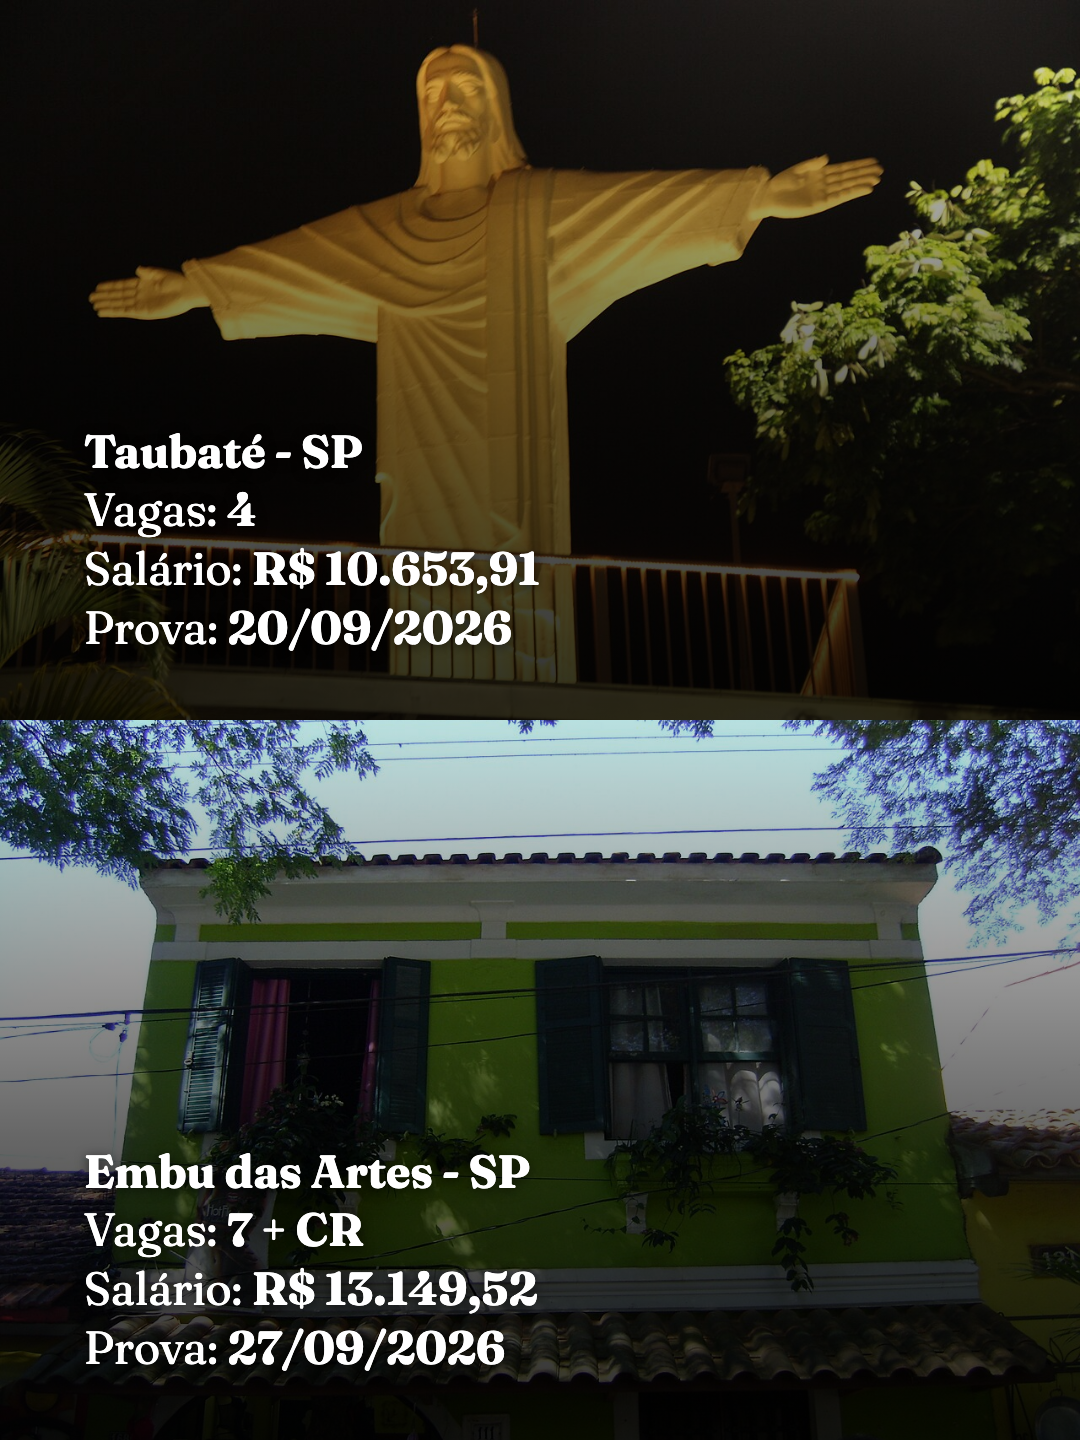 Taubaté - SP
Vagas: 4
Salário: R$ 10.653,91
Prova: 20/09/2026
Embu das Artes - SP
Vagas: 7 + CR
Salário: R$ 13.149,52
Prova: 27/09/2026